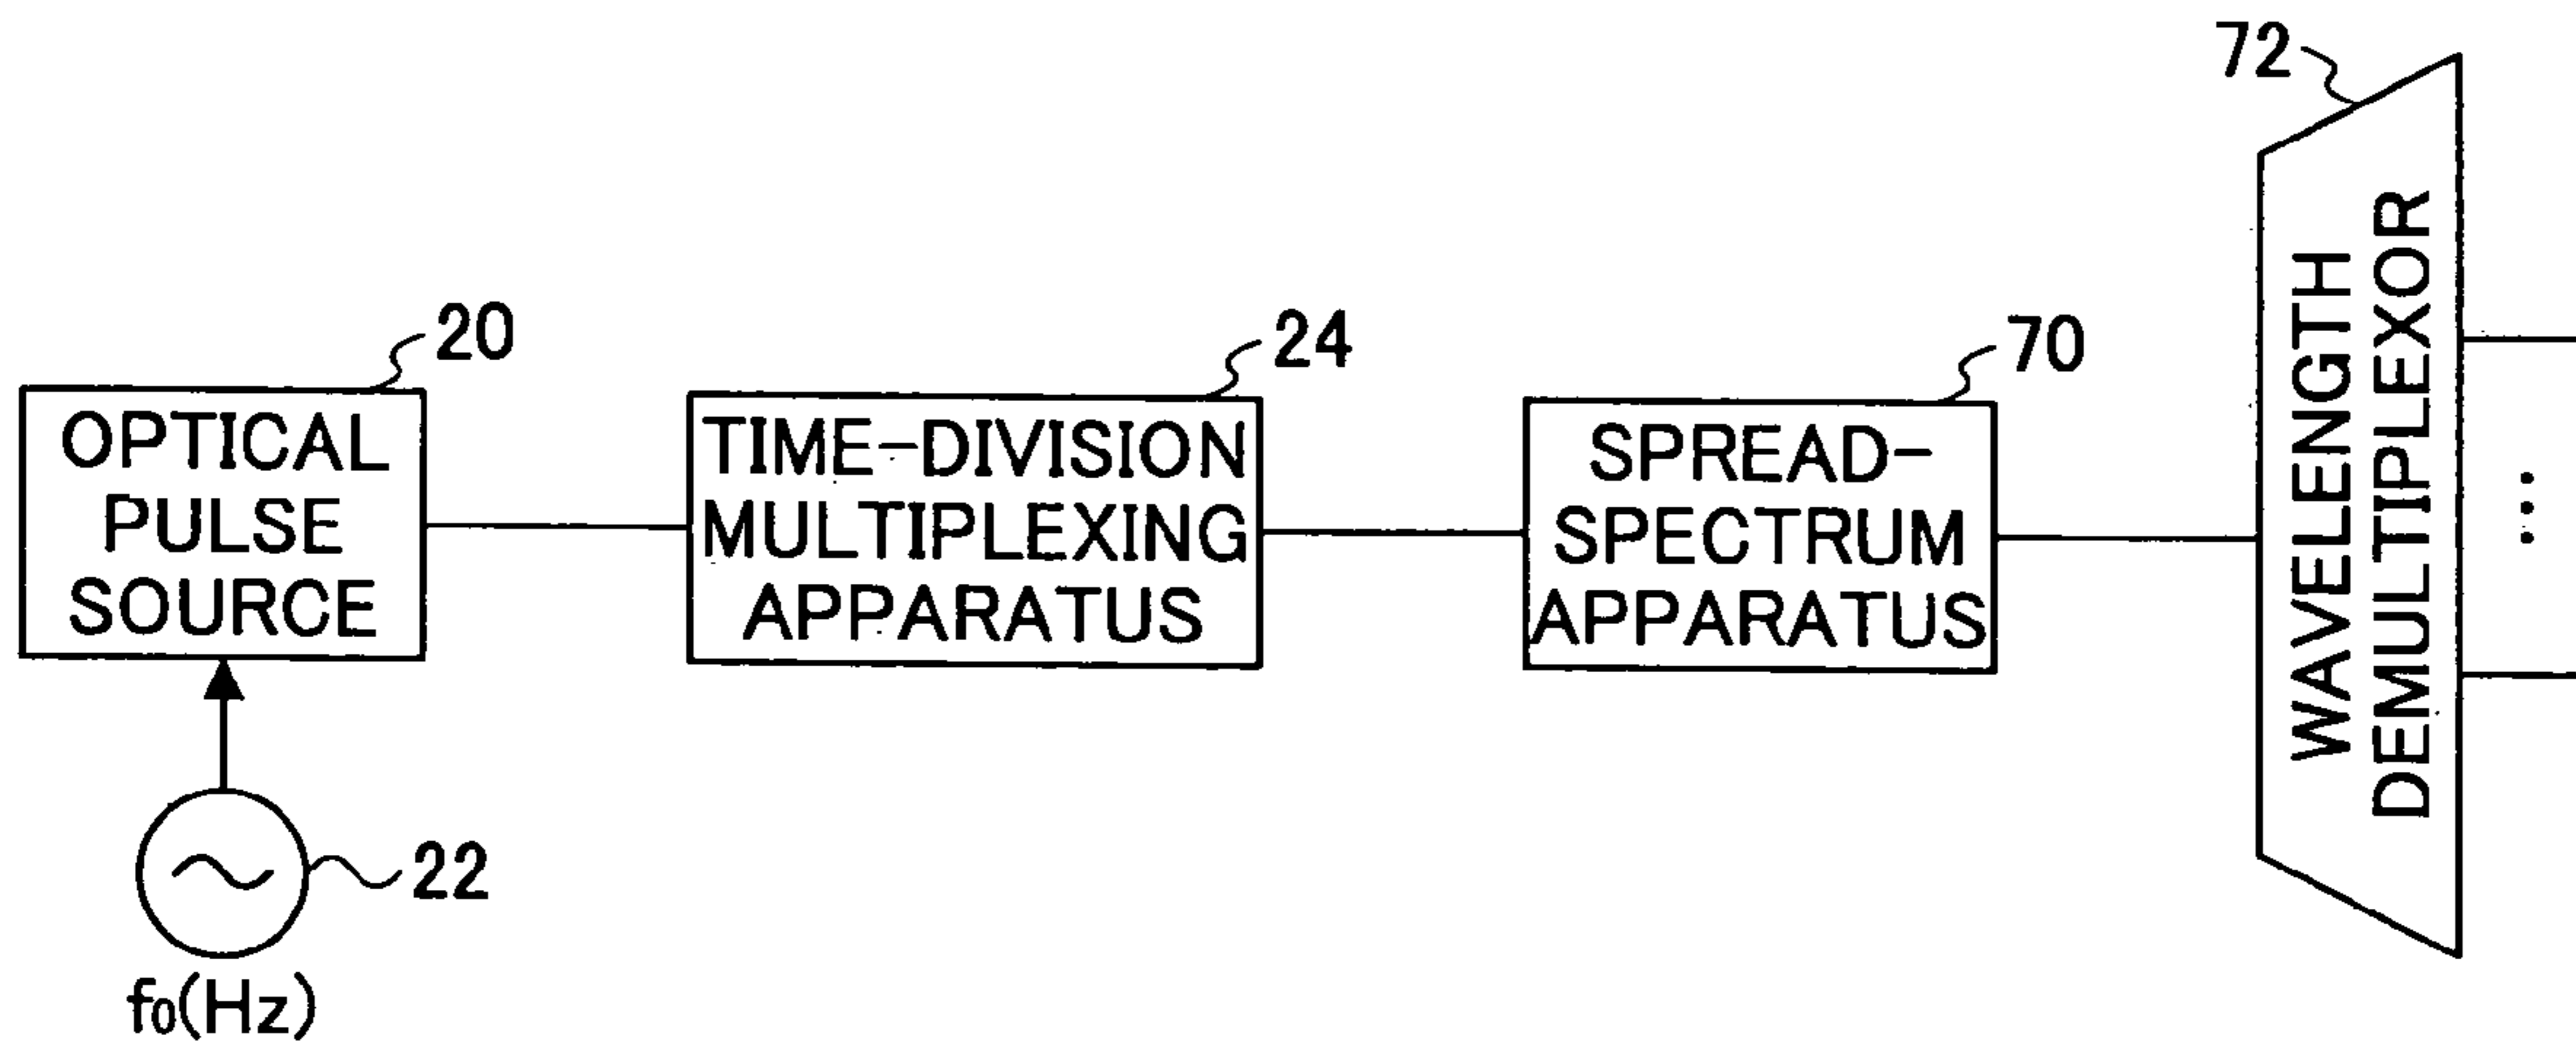 72
20
24
70
OPTICAL
PULSE
SOURCE
TIME-DIVISION
MULTIPLEXING
APPARATUS
SPREAD-
SPECTRUM
APPARATUS
WAVELENGTH
DEMULTIPLEXOR
22
f0(Hz)